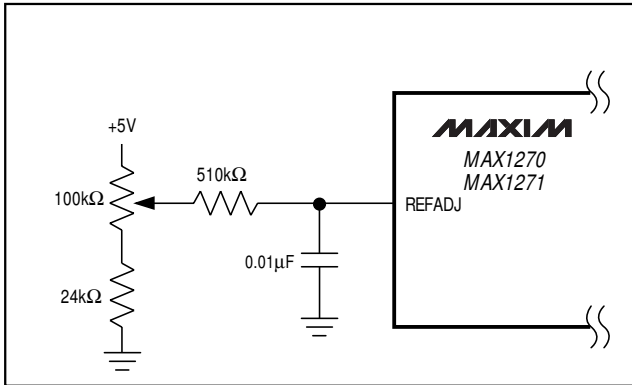 +5V
100kΩ
510kΩ
24kΩ
0.01µF
MAXIM
MAX1270
MAX1271
REFADJ